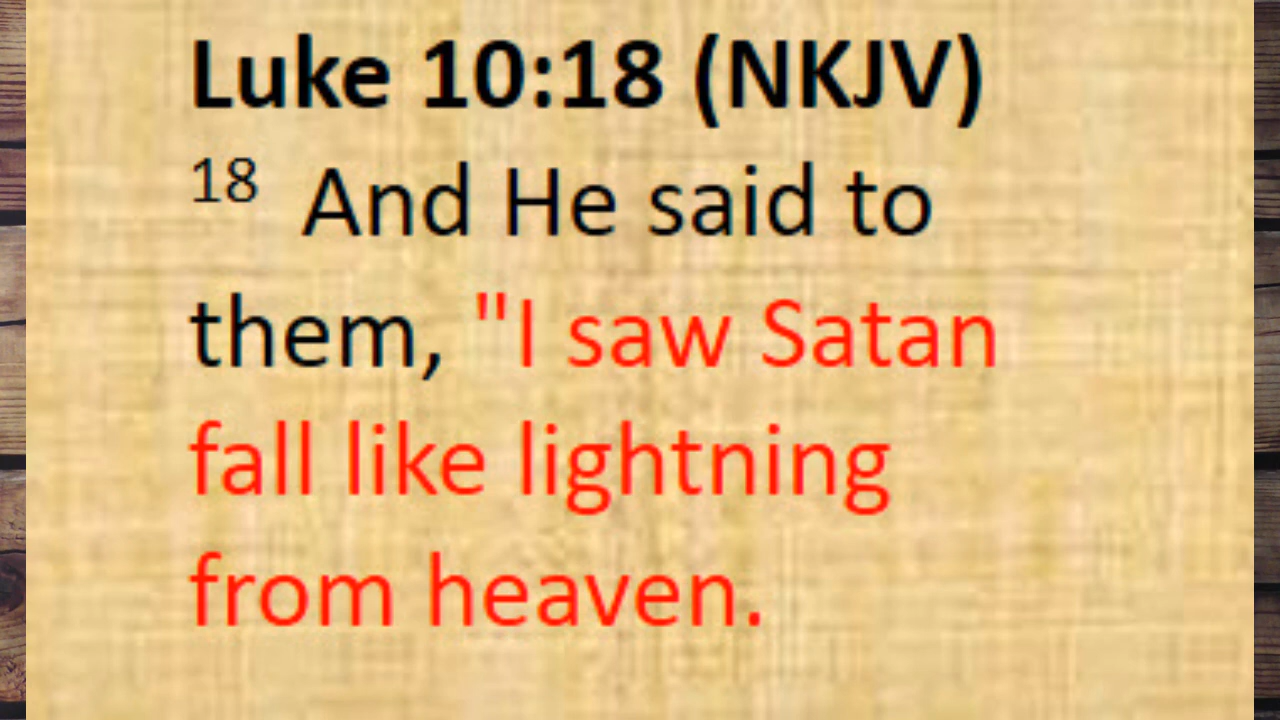 Luke 10:18 (NKJV)
18 And He said to
them, "I saw Satan
fall like lightning
from heaven.